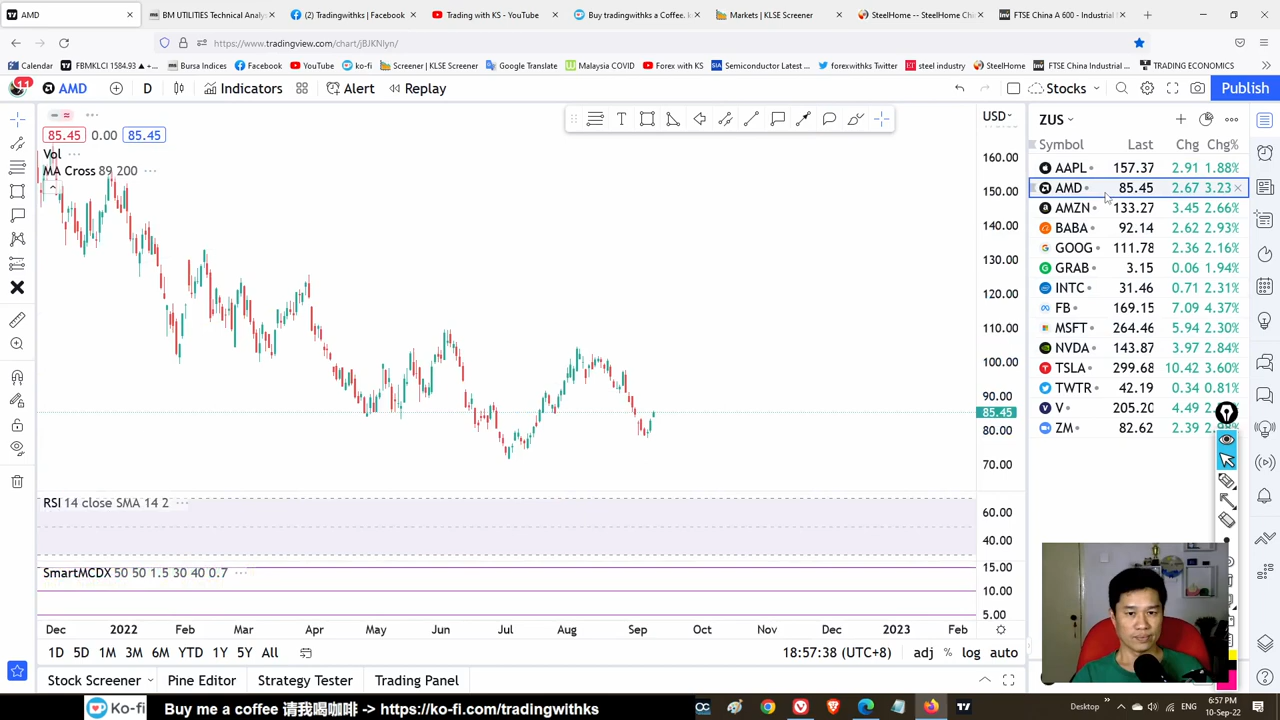 AMD
BM UTILITIES Technical Analy
(2) Tradingwithks | Facebook
Trading with KS - YouTube
Buy tradingwithks a Coffee.
Markets | KLSE Screener
SteelHome -- SteelHome
FTSE China A 600 - Industrial
https://www.tradingview.com/chart/jBJKNlyn/
Calendar
FBMKLCI 1584.93 ▲ +...
Bursa Indices
Facebook
YouTube
ko-fi
Screener | KLSE Screener
Google Translate
Malaysia COVID
Forex with KS
Semiconductor Latest ...
forexwithks Twitter
steel industry
SteelHome
FTSE China Industrial ...
TRADING ECONOMICS
11
AMD
D
Indicators
Alert
Replay
Stocks
Publish
85.45 0.00 85.45
Vol
MA Cross 89 200
USD
160.00
150.00
140.00
130.00
120.00
110.00
100.00
90.00
85.45
80.00
70.00
RSI 14 close SMA 14 2
60.00
40.00
SmartMCDX 50 50 1.5 30 40 0.7
15.00
10.00
5.00
Dec 2022 Feb Mar Apr May Jun Jul Aug Sep Oct Nov Dec 2023 Feb
1D 5D 1M 3M 6M YTD 1Y 5Y All
18:57:38 (UTC+8)
adj % log auto
Stock Screener
Pine Editor
Strategy Tester
Trading Panel
ZUS
Symbol Last Chg Chg%
AAPL 157.37 2.91 1.88%
AMD 85.45 2.67 3.23
AMZN 133.27 3.45 2.66%
BABA 92.14 2.62 2.93%
GOOG 111.78 2.36 2.16%
GRAB 3.15 0.06 1.94%
INTC 31.46 0.71 2.31%
FB 169.15 7.09 4.37%
MSFT 264.46 5.94 2.30%
NVDA 143.87 3.97 2.84%
TSLA 299.68 10.42 3.60%
TWTR 42.19 0.34 0.81%
V 205.20 4.49
ZM 82.62 2.39
Ko-fi
Buy me a coffee 请我喝咖啡 -> https://ko-fi.com/tradingwithks
Desktop
ENG
6:57 PM
10-Sep-22